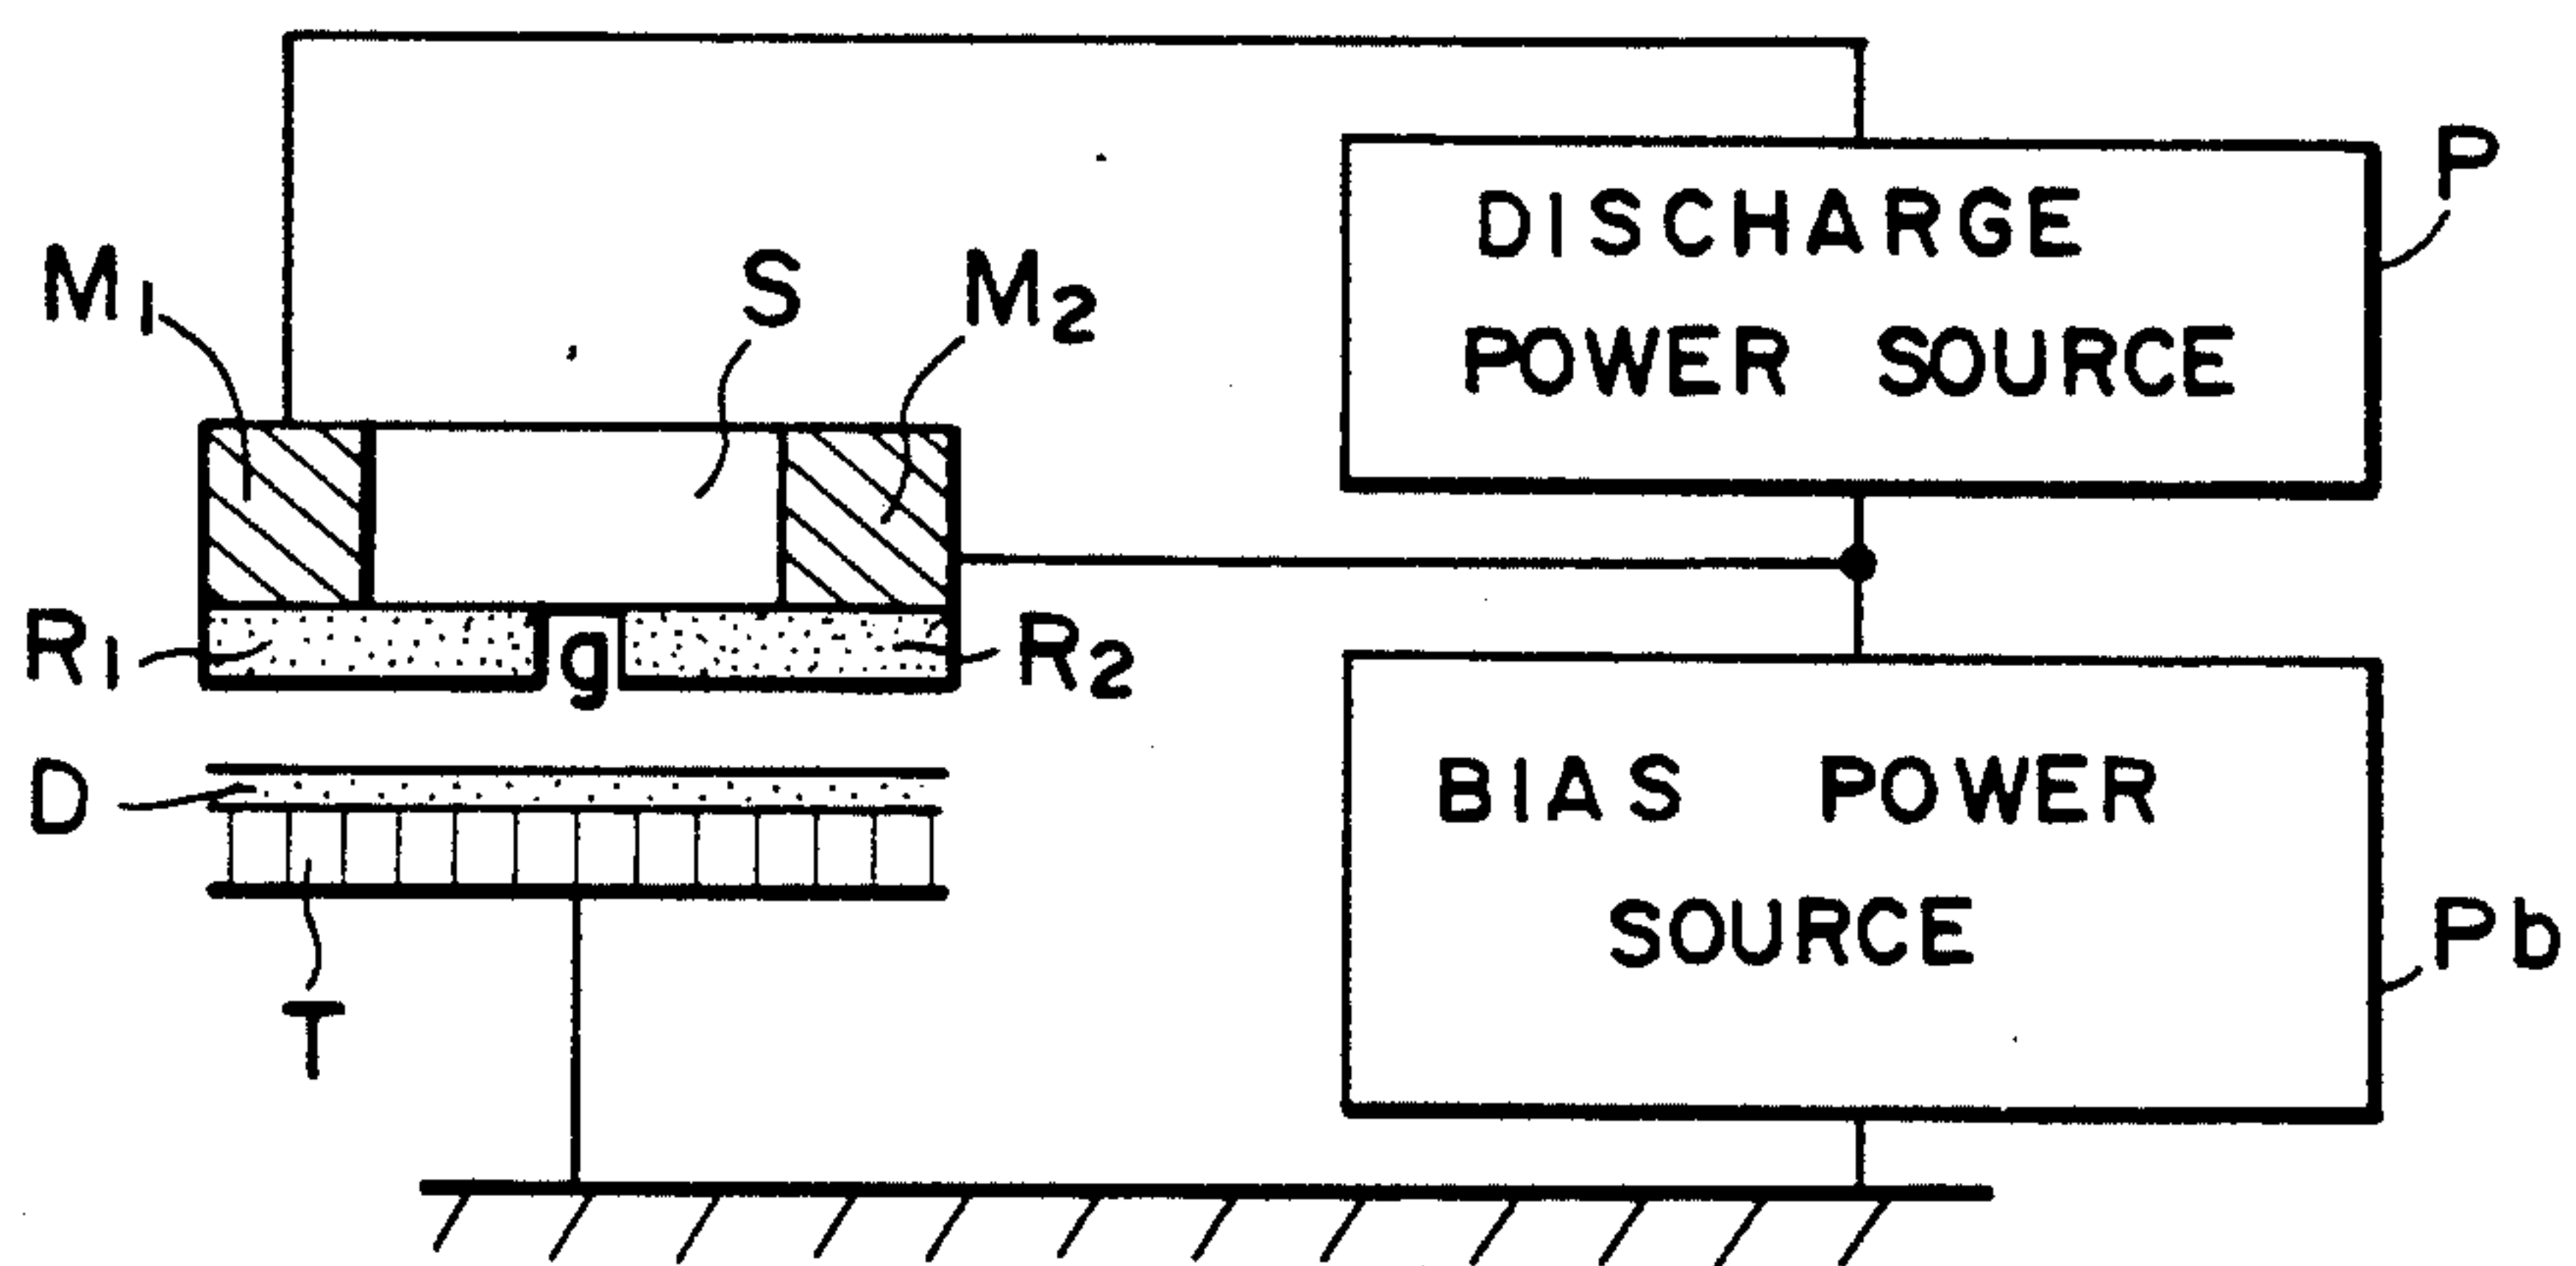 P
DISCHARGE
POWER SOURCE
M1
S
M2
R1
g
R2
D
BIAS POWER
SOURCE
Pb
T